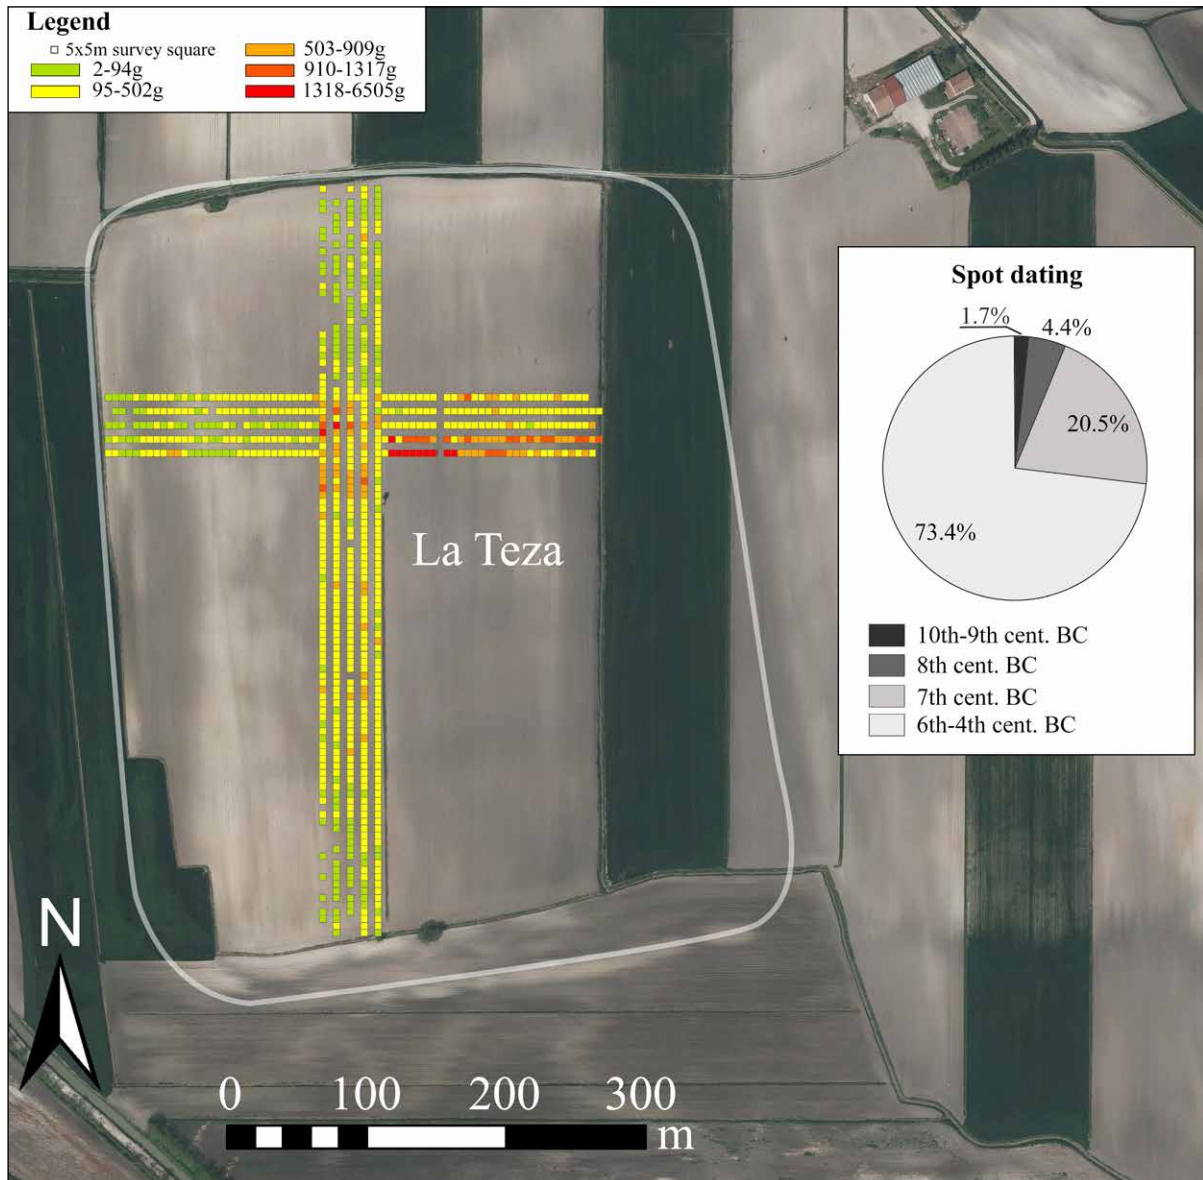 Legend
5x5m survey square
2-94g
95-502g
503-909g
910-1317g
1318-6505g
Spot dating
1.7%
4.4%
20.5%
73.4%
10th-9th cent. BC
8th cent. BC
7th cent. BC
6th-4th cent. BC
La Teza
N
0 100 200 300
m